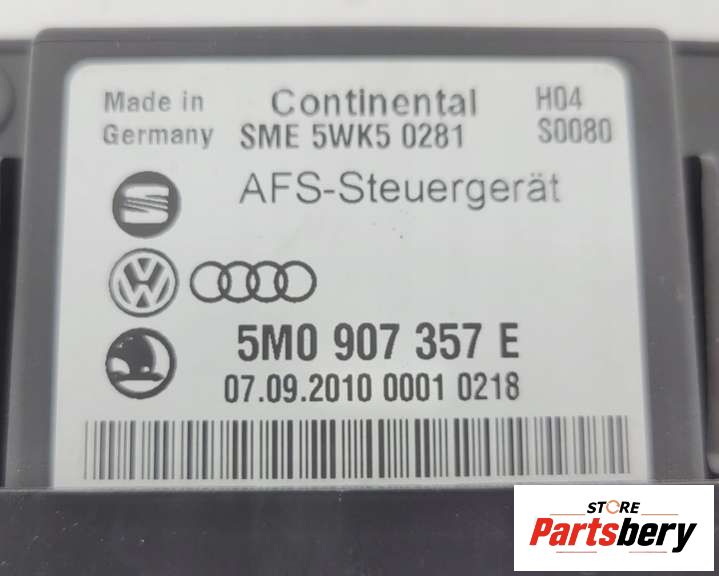 Made in
Germany
Continental
SME 5WK5 0281
H04
S0080
AFS-Steuergerät
5M0 907 357 E
07.09.2010 0001 0218
STORE
Partsbery